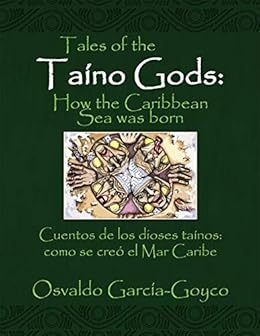 Tales of the
Taíno Gods:
How the Caribbean
Sea was born
Cuentos de los dioses taínos:
como se creó el Mar Caribe
Osvaldo García-Goyco